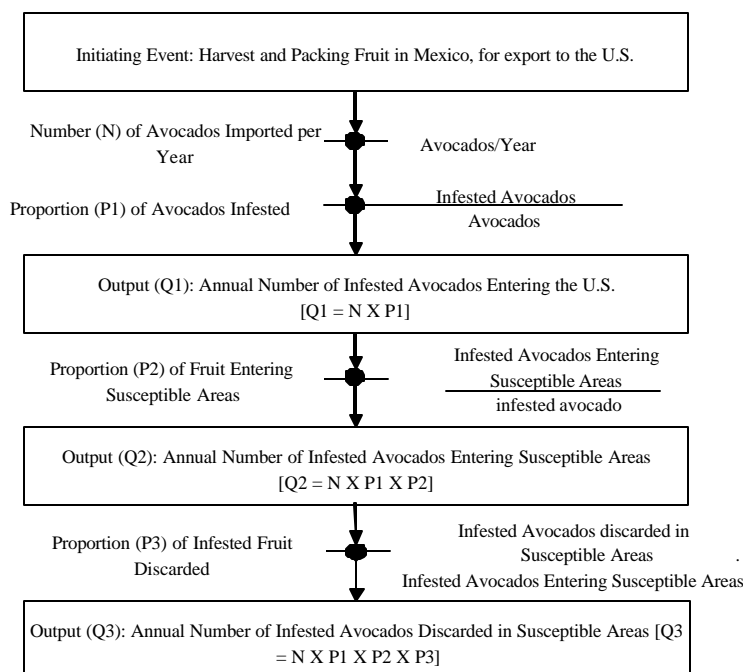 Initiating Event: Harvest and Packing Fruit in Mexico, for export to the U.S.
Number (N) of Avocados Imported per
Year
Avocados/Year
Proportion (P1) of Avocados Infested
Infested Avocados
Avocados
Output (Q1): Annual Number of Infested Avocados Entering the U.S.
[Q1 = N X P1]
Proportion (P2) of Fruit Entering
Susceptible Areas
Infested Avocados Entering
Susceptible Areas
infested avocado
Output (Q2): Annual Number of Infested Avocados Entering Susceptible Areas
[Q2 = N X P1 X P2]
Proportion (P3) of Infested Fruit
Discarded
Infested Avocados discarded in
Susceptible Areas .
Infested Avocados Entering Susceptible Areas
Output (Q3): Annual Number of Infested Avocados Discarded in Susceptible Areas [Q3
= N X P1 X P2 X P3]